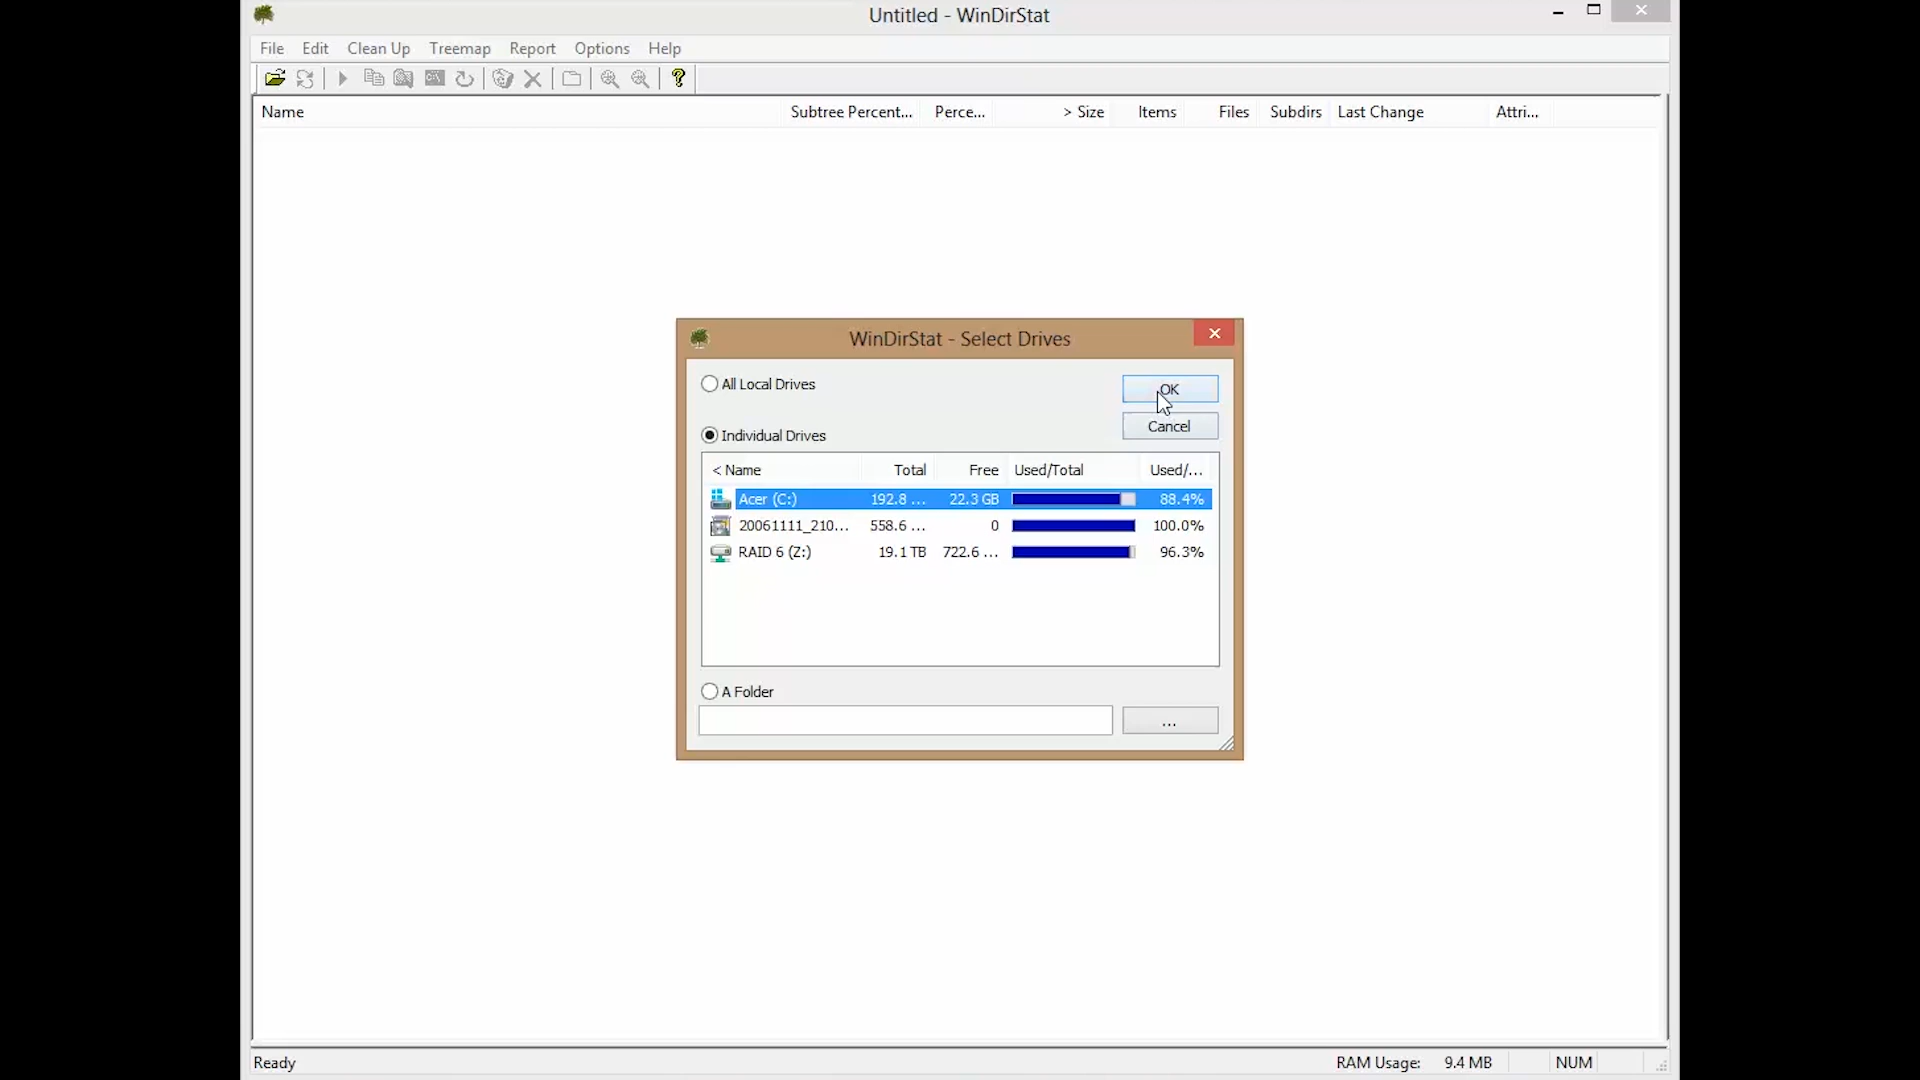 Untitled - WinDirStat
File Edit Clean Up Treemap Report Options Help
Name Subtree Percent... Perce... > Size Items Files Subdirs Last Change Attri...
WinDirStat - Select Drives
All Local Drives
OK
Cancel
Individual Drives
< Name Total Free Used/Total Used/...
Acer (C:) 192.8 ... 22.3 GB 88.4%
20061111_210... 558.6 ... 0 100.0%
RAID 6 (Z:) 19.1 TB 722.6 ... 96.3%
A Folder
...
Ready RAM Usage: 9.4 MB NUM